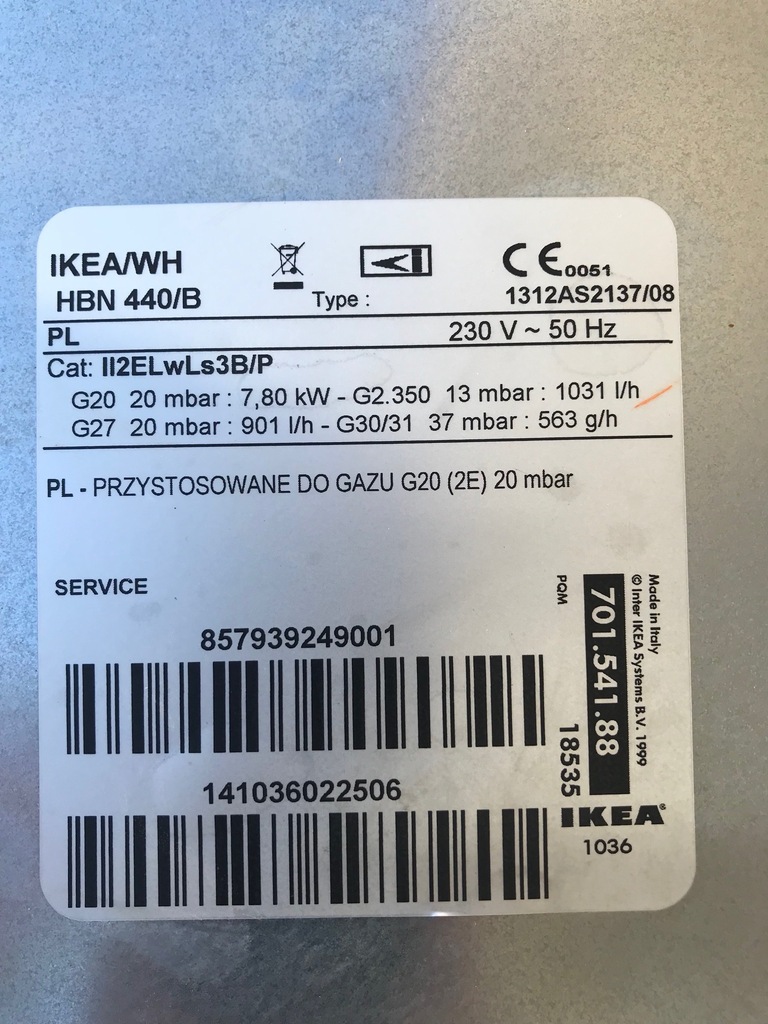 IKEA/WH
CE 0051
HBN 440/B Type : 1312AS2137/08
PL 230 V ~ 50 Hz
Cat: II2ELwLs3B/P
G20 20 mbar : 7,80 kW - G2.350 13 mbar : 1031 l/h
G27 20 mbar : 901 l/h - G30/31 37 mbar : 563 g/h
PL - PRZYSTOSOWANE DO GAZU G20 (2E) 20 mbar
SERVICE
857939249001
141036022506
PQM
18535
701.541.88
© Inter IKEA Systems B.V. 1999
Made in Italy
IKEA®
1036